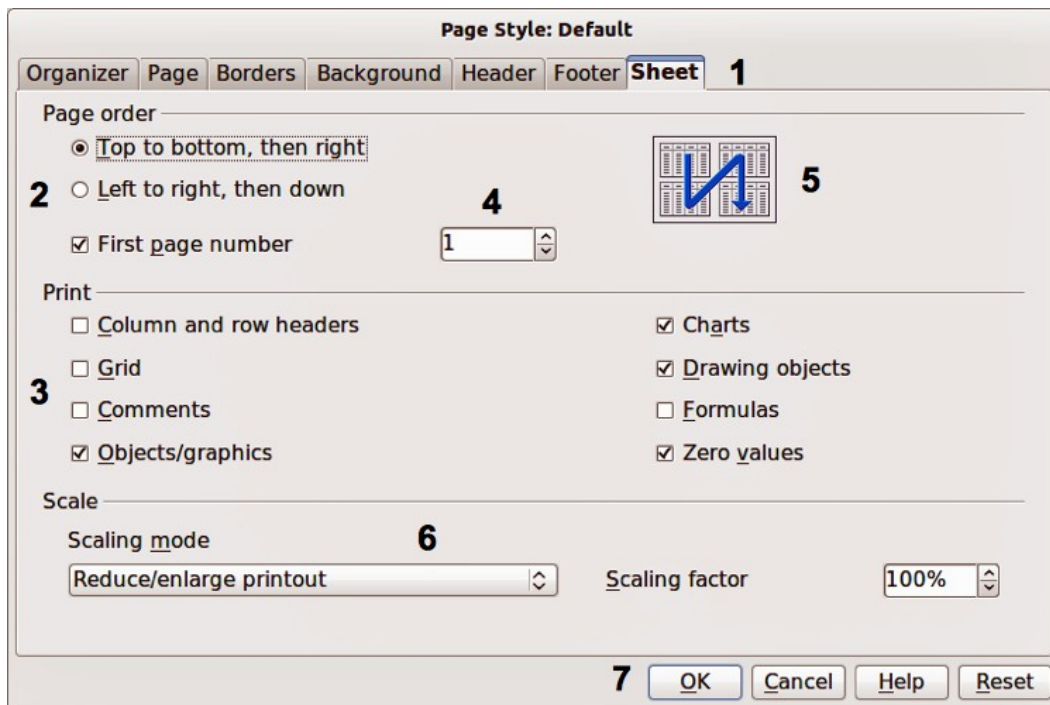 Page Style: Default
Organizer Page Borders Background Header Footer Sheet 1
Page order
Top to bottom, then right
5
2 Left to right, then down
4
First page number 1
Print
Column and row headers Charts
Grid Drawing objects
3
Comments Formulas
Objects/graphics Zero values
Scale
Scaling mode 6
Reduce/enlarge printout Scaling factor 100%
7 OK Cancel Help Reset